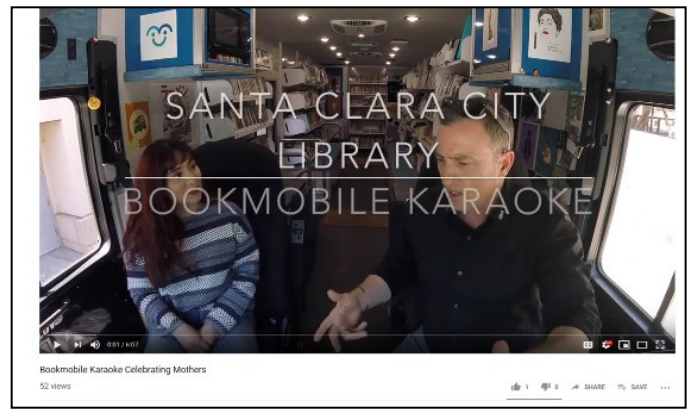 SANTA CLARA CITY
LIBRARY
BOOKMOBILE KARAOKE
0:01 / 6:07
Bookmobile Karaoke Celebrating Mothers
52 views
1
0
SHARE
SAVE